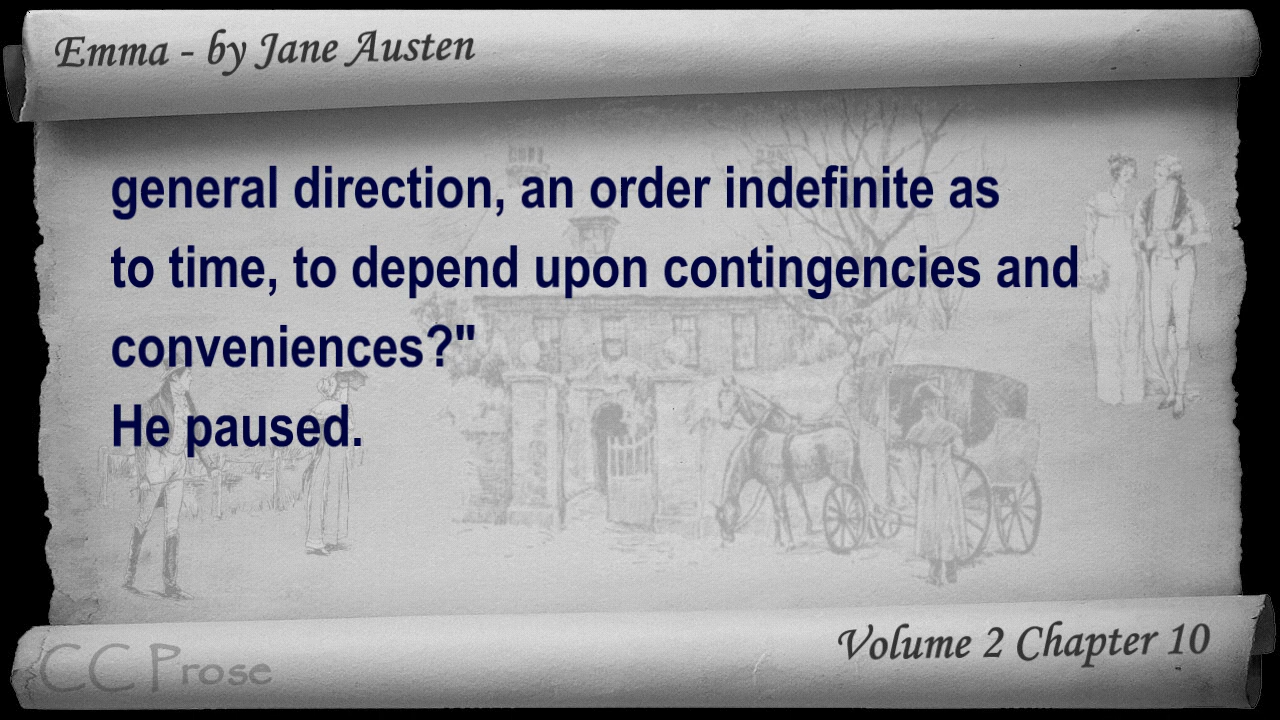 Emma - by Jane Austen
general direction, an order indefinite as
to time, to depend upon contingencies and
conveniences?"
He paused.
Volume 2 Chapter 10
CC Prose